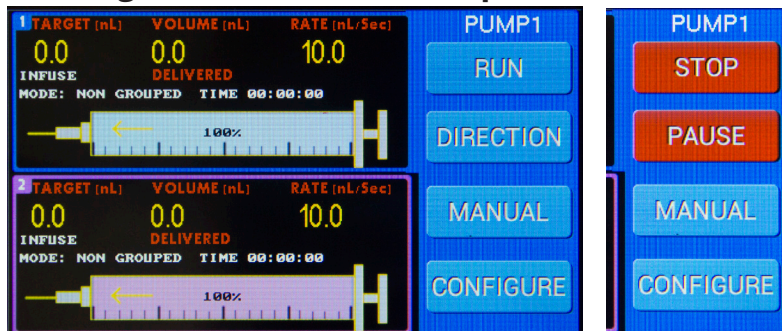 1 TARGET [nL] VOLUME [nL] RATE [nL/Sec]
0.0 0.0 10.0
INFUSE DELIVERED
MODE: NON GROUPED TIME 00:00:00
100%
2 TARGET [nL] VOLUME [nL] RATE [nL/Sec]
0.0 0.0 10.0
INFUSE DELIVERED
MODE: NON GROUPED TIME 00:00:00
100%
PUMP1
RUN
DIRECTION
MANUAL
CONFIGURE
PUMP1
STOP
PAUSE
MANUAL
CONFIGURE